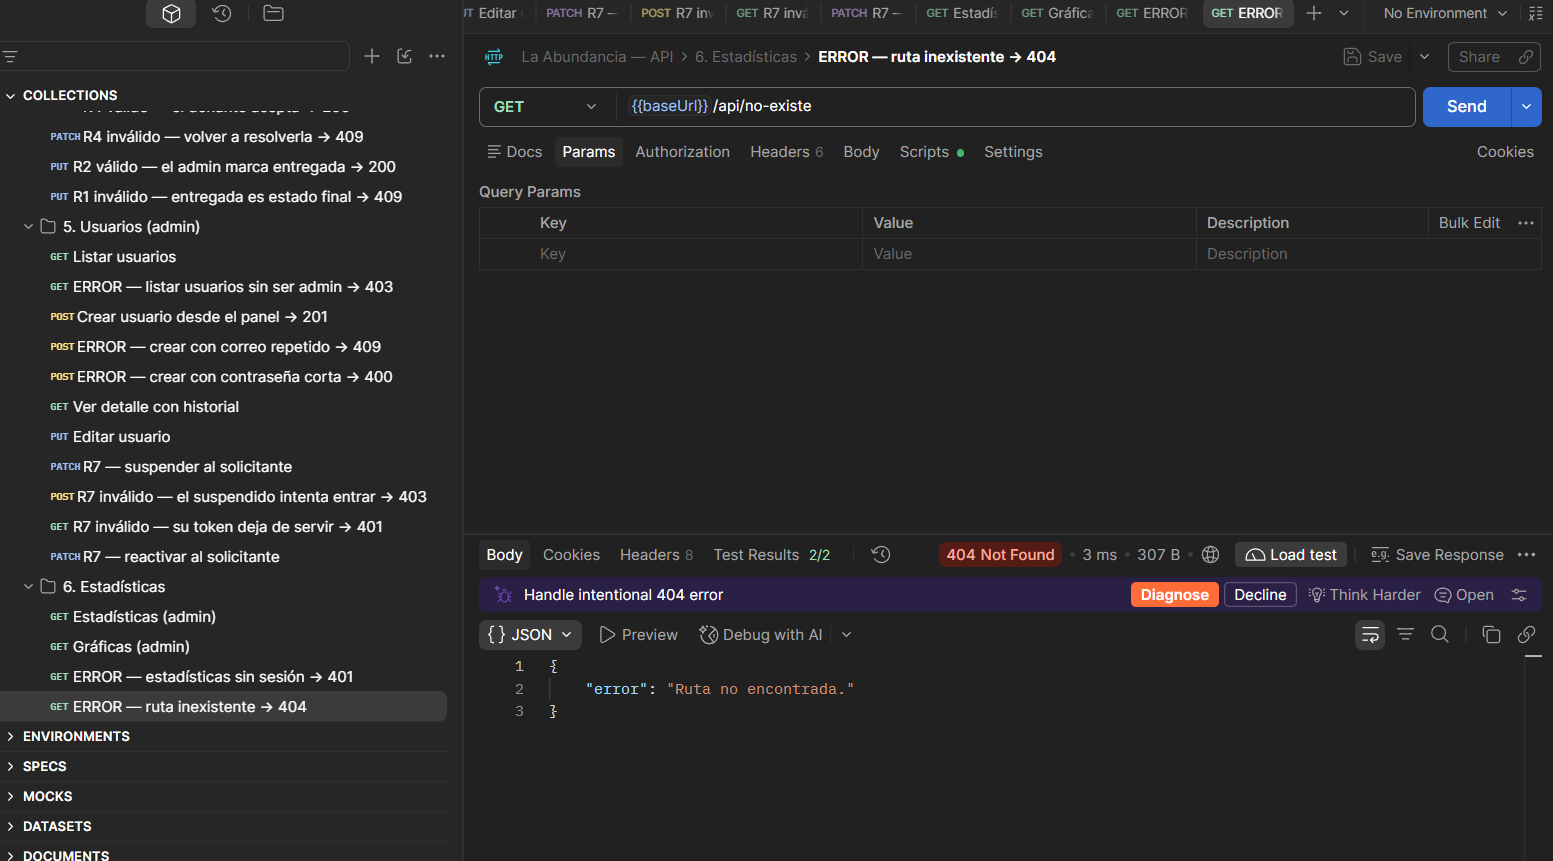 COLLECTIONS
PATCH R4 inválido — volver a resolverla → 409
PUT R2 válido — el admin marca entregada → 200
PUT R1 inválido — entregada es estado final → 409
5. Usuarios (admin)
GET Listar usuarios
GET ERROR — listar usuarios sin ser admin → 403
POST Crear usuario desde el panel → 201
POST ERROR — crear con correo repetido → 409
POST ERROR — crear con contraseña corta → 400
GET Ver detalle con historial
PUT Editar usuario
PATCH R7 — suspender al solicitante
POST R7 inválido — el suspendido intenta entrar → 403
GET R7 inválido — su token deja de servir → 401
PATCH R7 — reactivar al solicitante
6. Estadísticas
GET Estadísticas (admin)
GET Gráficas (admin)
GET ERROR — estadísticas sin sesión → 401
GET ERROR — ruta inexistente → 404
ENVIRONMENTS
SPECS
MOCKS
DATASETS
DOCUMENTS
Editar PATCH R7 — POST R7 GET R7 PATCH R7 — GET GET GET ERROR GET ERROR No Environment
HTTP La Abundancia — API > 6. Estadísticas > ERROR — ruta inexistente → 404 Save Share
GET {{baseUrl}} /api/no-existe Send
Docs Params Authorization Headers 6 Body Scripts Settings Cookies
Query Params
Key Value Description Bulk Edit
Key Value Description
Body Cookies Headers 8 Test Results 2/2 404 Not Found • 3 ms • 307 B Load test e.g. Save Response
Handle intentional 404 error Diagnose Decline Think Harder Open
{} JSON Preview Debug with AI
1 {
2 "error": "Ruta no encontrada."
3 }